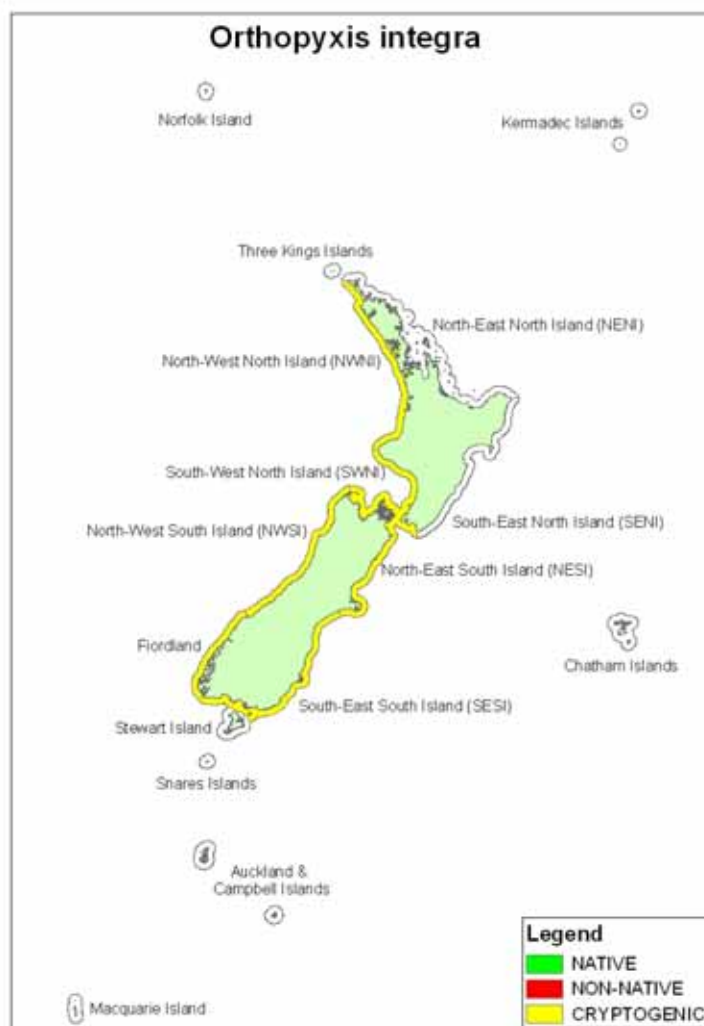 Orthopyxis integra
Norfolk Island
Kermadec Islands
Three Kings Islands
North-East North Island (NENI)
North-West North Island (NWNI)
South-West North Island (SWNI)
North-West South Island (NWSI)
South-East North Island (SENI)
North-East South Island (NESI)
Fiordland
Chatham Islands
South-East South Island (SESI)
Stewart Island
Snares Islands
Auckland &
Campbell Islands
Macquarie Island
Legend
NATIVE
NON-NATIVE
CRYPTOGENIC